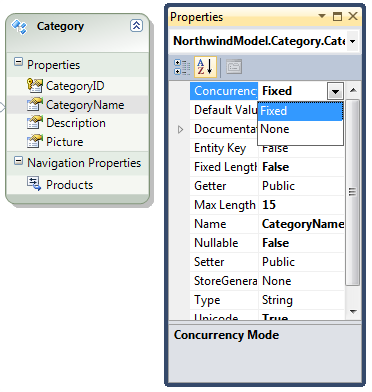 Category
Properties
CategoryID
CategoryName
Description
Picture
Navigation Properties
Products
Properties
NorthwindModel.Category.Cate
Concurrency Fixed
Default Valu Fixed
Documentat None
Entity Key False
Fixed Length False
Getter Public
Max Length 15
Name CategoryName
Nullable False
Setter Public
StoreGenera None
Type String
Unicode True
Concurrency Mode